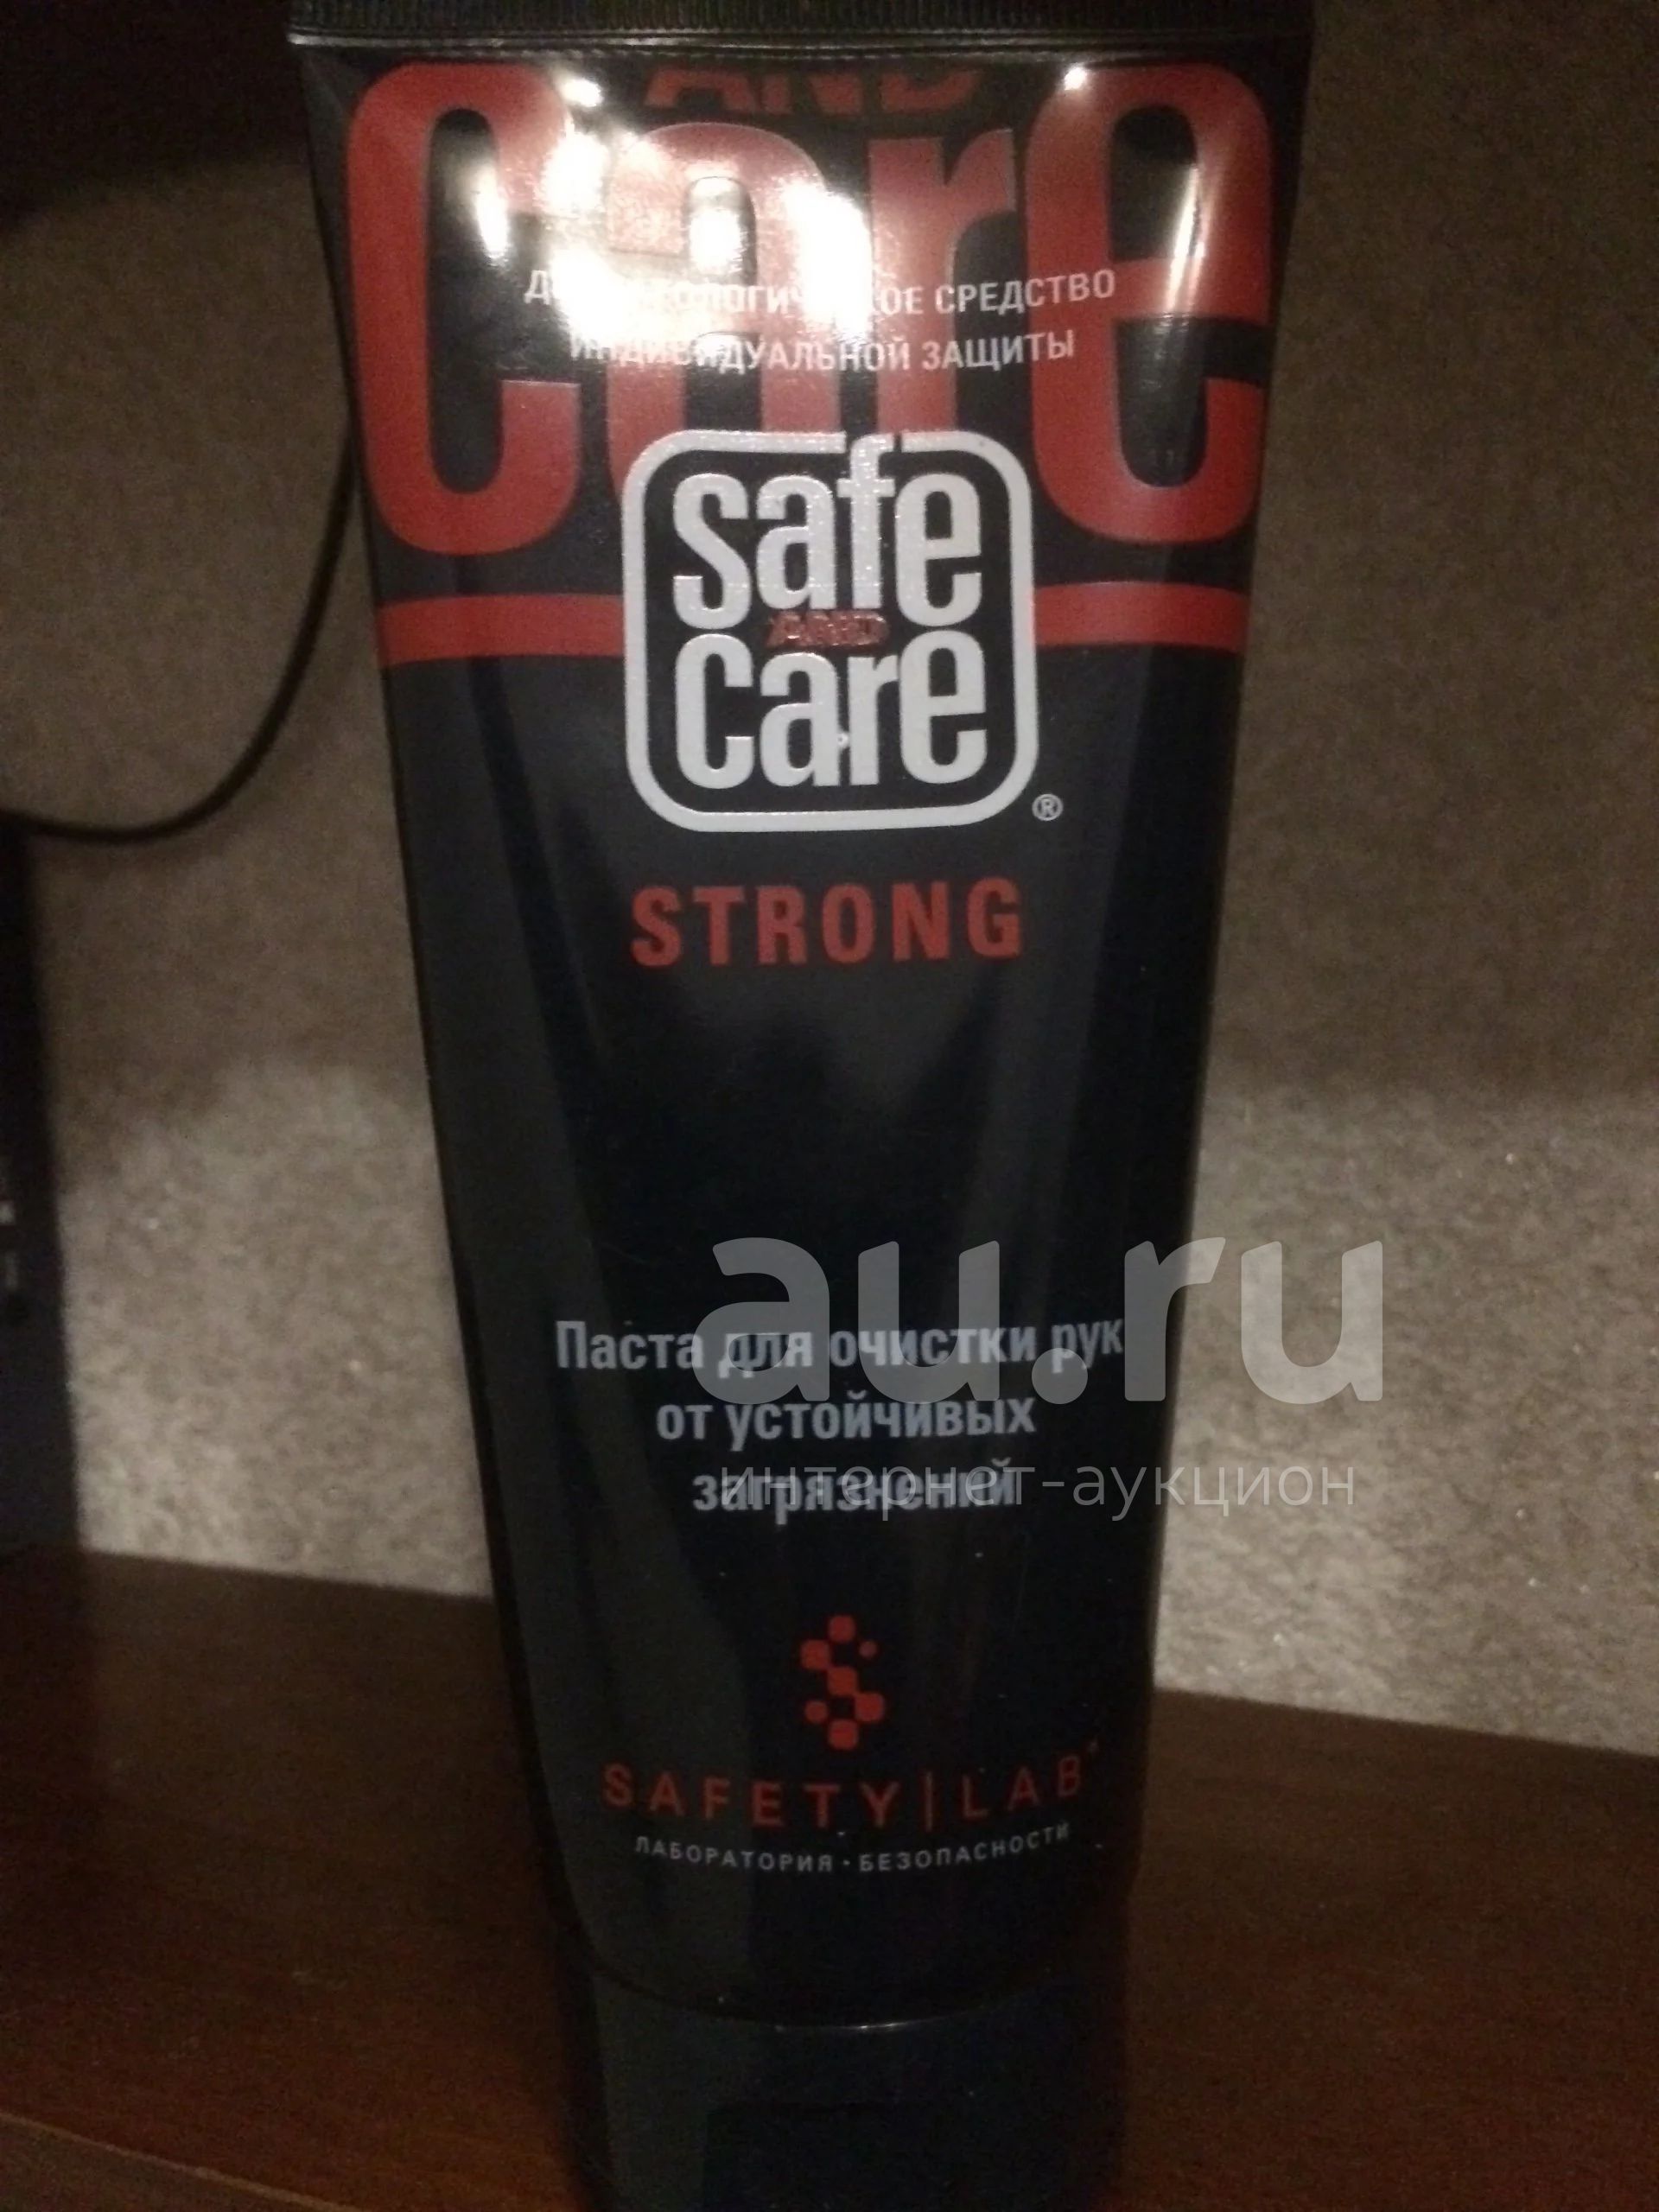 AND
care
ДЕРМАТОЛОГИЧЕСКОЕ СРЕДСТВО
ИНДИВИДУАЛЬНОЙ ЗАЩИТЫ
safe
AND
care
®
STRONG
au.ru
Паста для очистки рук
от устойчивых
загрязнений
интернет-аукцион
SAFETY|LAB
ЛАБОРАТОРИЯ · БЕЗОПАСНОСТИ